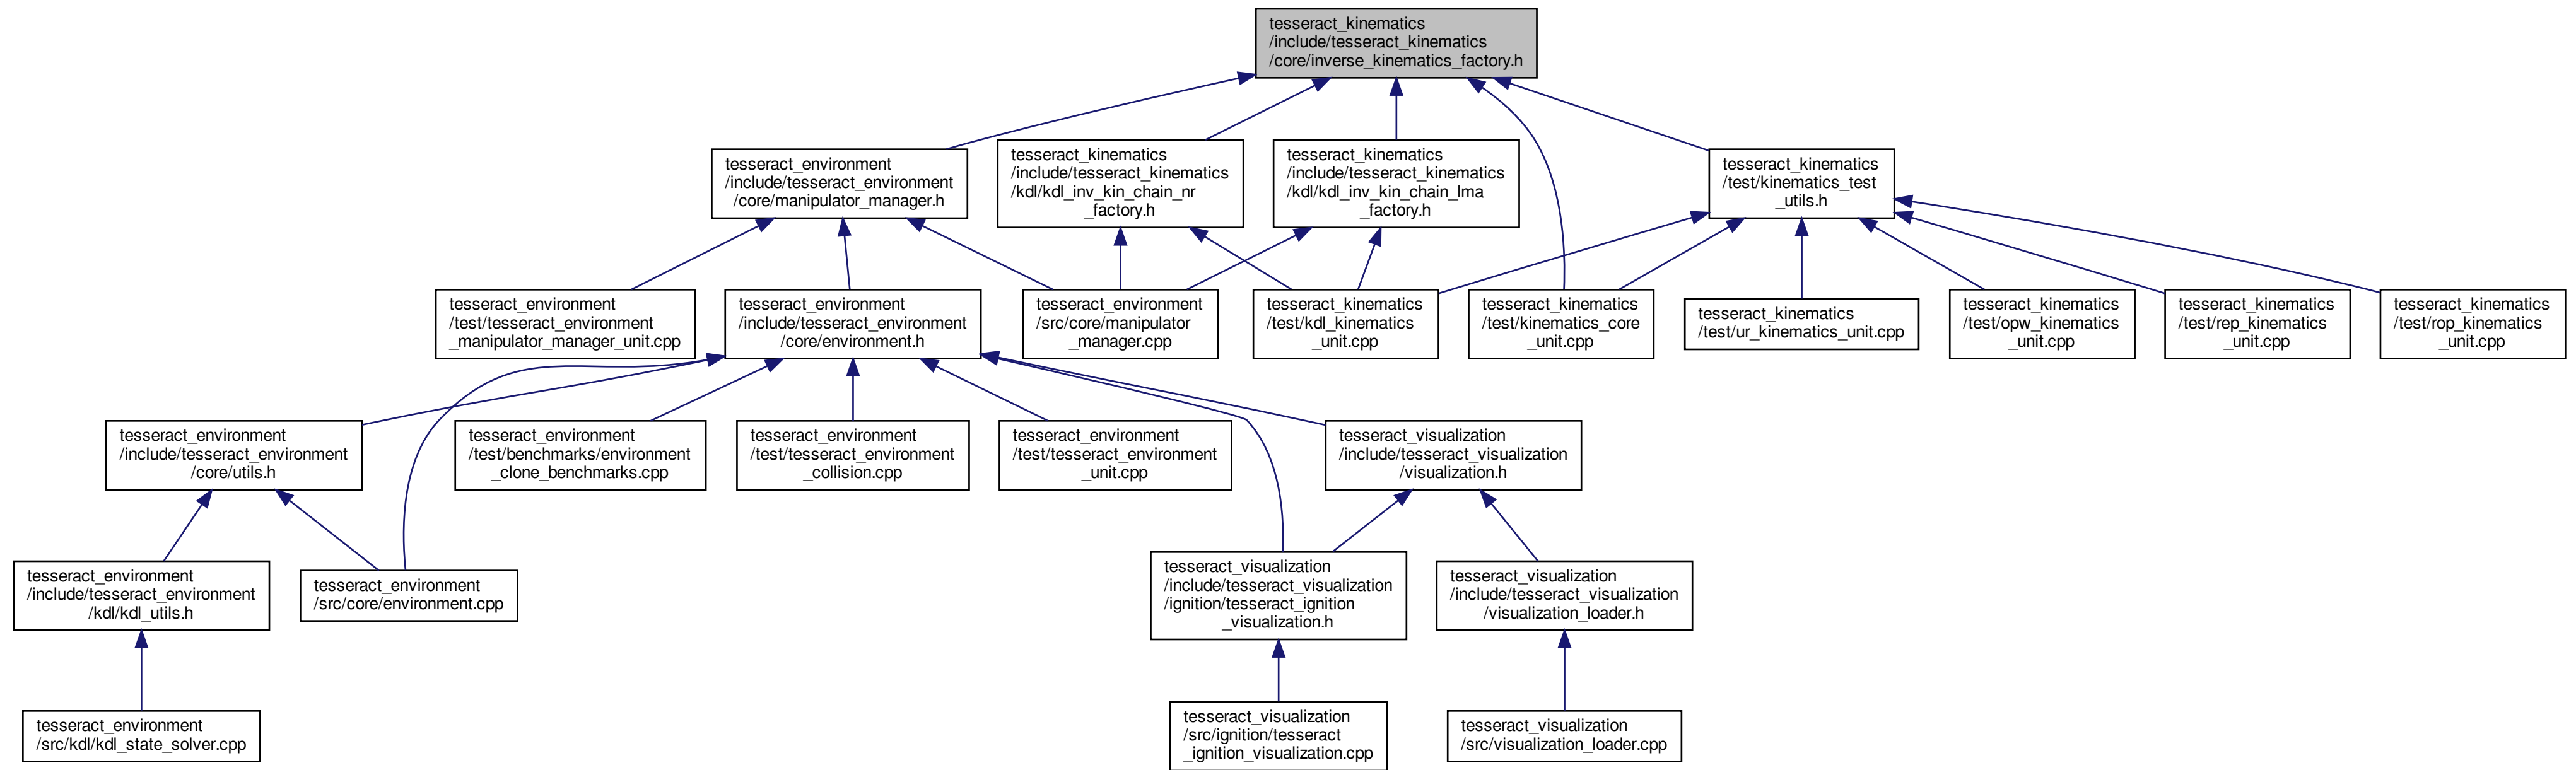 tesseract_kinematics
/include/tesseract_kinematics
/core/inverse_kinematics_factory.h
tesseract_environment
/include/tesseract_environment
/core/manipulator_manager.h
tesseract_kinematics
/include/tesseract_kinematics
/kdl/kdl_inv_kin_chain_nr
_factory.h
tesseract_kinematics
/include/tesseract_kinematics
/kdl/kdl_inv_kin_chain_lma
_factory.h
tesseract_kinematics
/test/kinematics_test
_utils.h
tesseract_environment
/test/tesseract_environment
_manipulator_manager_unit.cpp
tesseract_environment
/include/tesseract_environment
/core/environment.h
tesseract_environment
/src/core/manipulator
_manager.cpp
tesseract_kinematics
/test/kdl_kinematics
_unit.cpp
tesseract_kinematics
/test/kinematics_core
_unit.cpp
tesseract_kinematics
/test/ur_kinematics_unit.cpp
tesseract_kinematics
/test/opw_kinematics
_unit.cpp
tesseract_kinematics
/test/rep_kinematics
_unit.cpp
tesseract_kinematics
/test/rop_kinematics
_unit.cpp
tesseract_environment
/include/tesseract_environment
/core/utils.h
tesseract_environment
/test/benchmarks/environment
_clone_benchmarks.cpp
tesseract_environment
/test/tesseract_environment
_collision.cpp
tesseract_environment
/test/tesseract_environment
_unit.cpp
tesseract_visualization
/include/tesseract_visualization
/visualization.h
tesseract_environment
/include/tesseract_environment
/kdl/kdl_utils.h
tesseract_environment
/src/core/environment.cpp
tesseract_visualization
/include/tesseract_visualization
/ignition/tesseract_ignition
_visualization.h
tesseract_visualization
/include/tesseract_visualization
/visualization_loader.h
tesseract_environment
/src/kdl/kdl_state_solver.cpp
tesseract_visualization
/src/ignition/tesseract
_ignition_visualization.cpp
tesseract_visualization
/src/visualization_loader.cpp